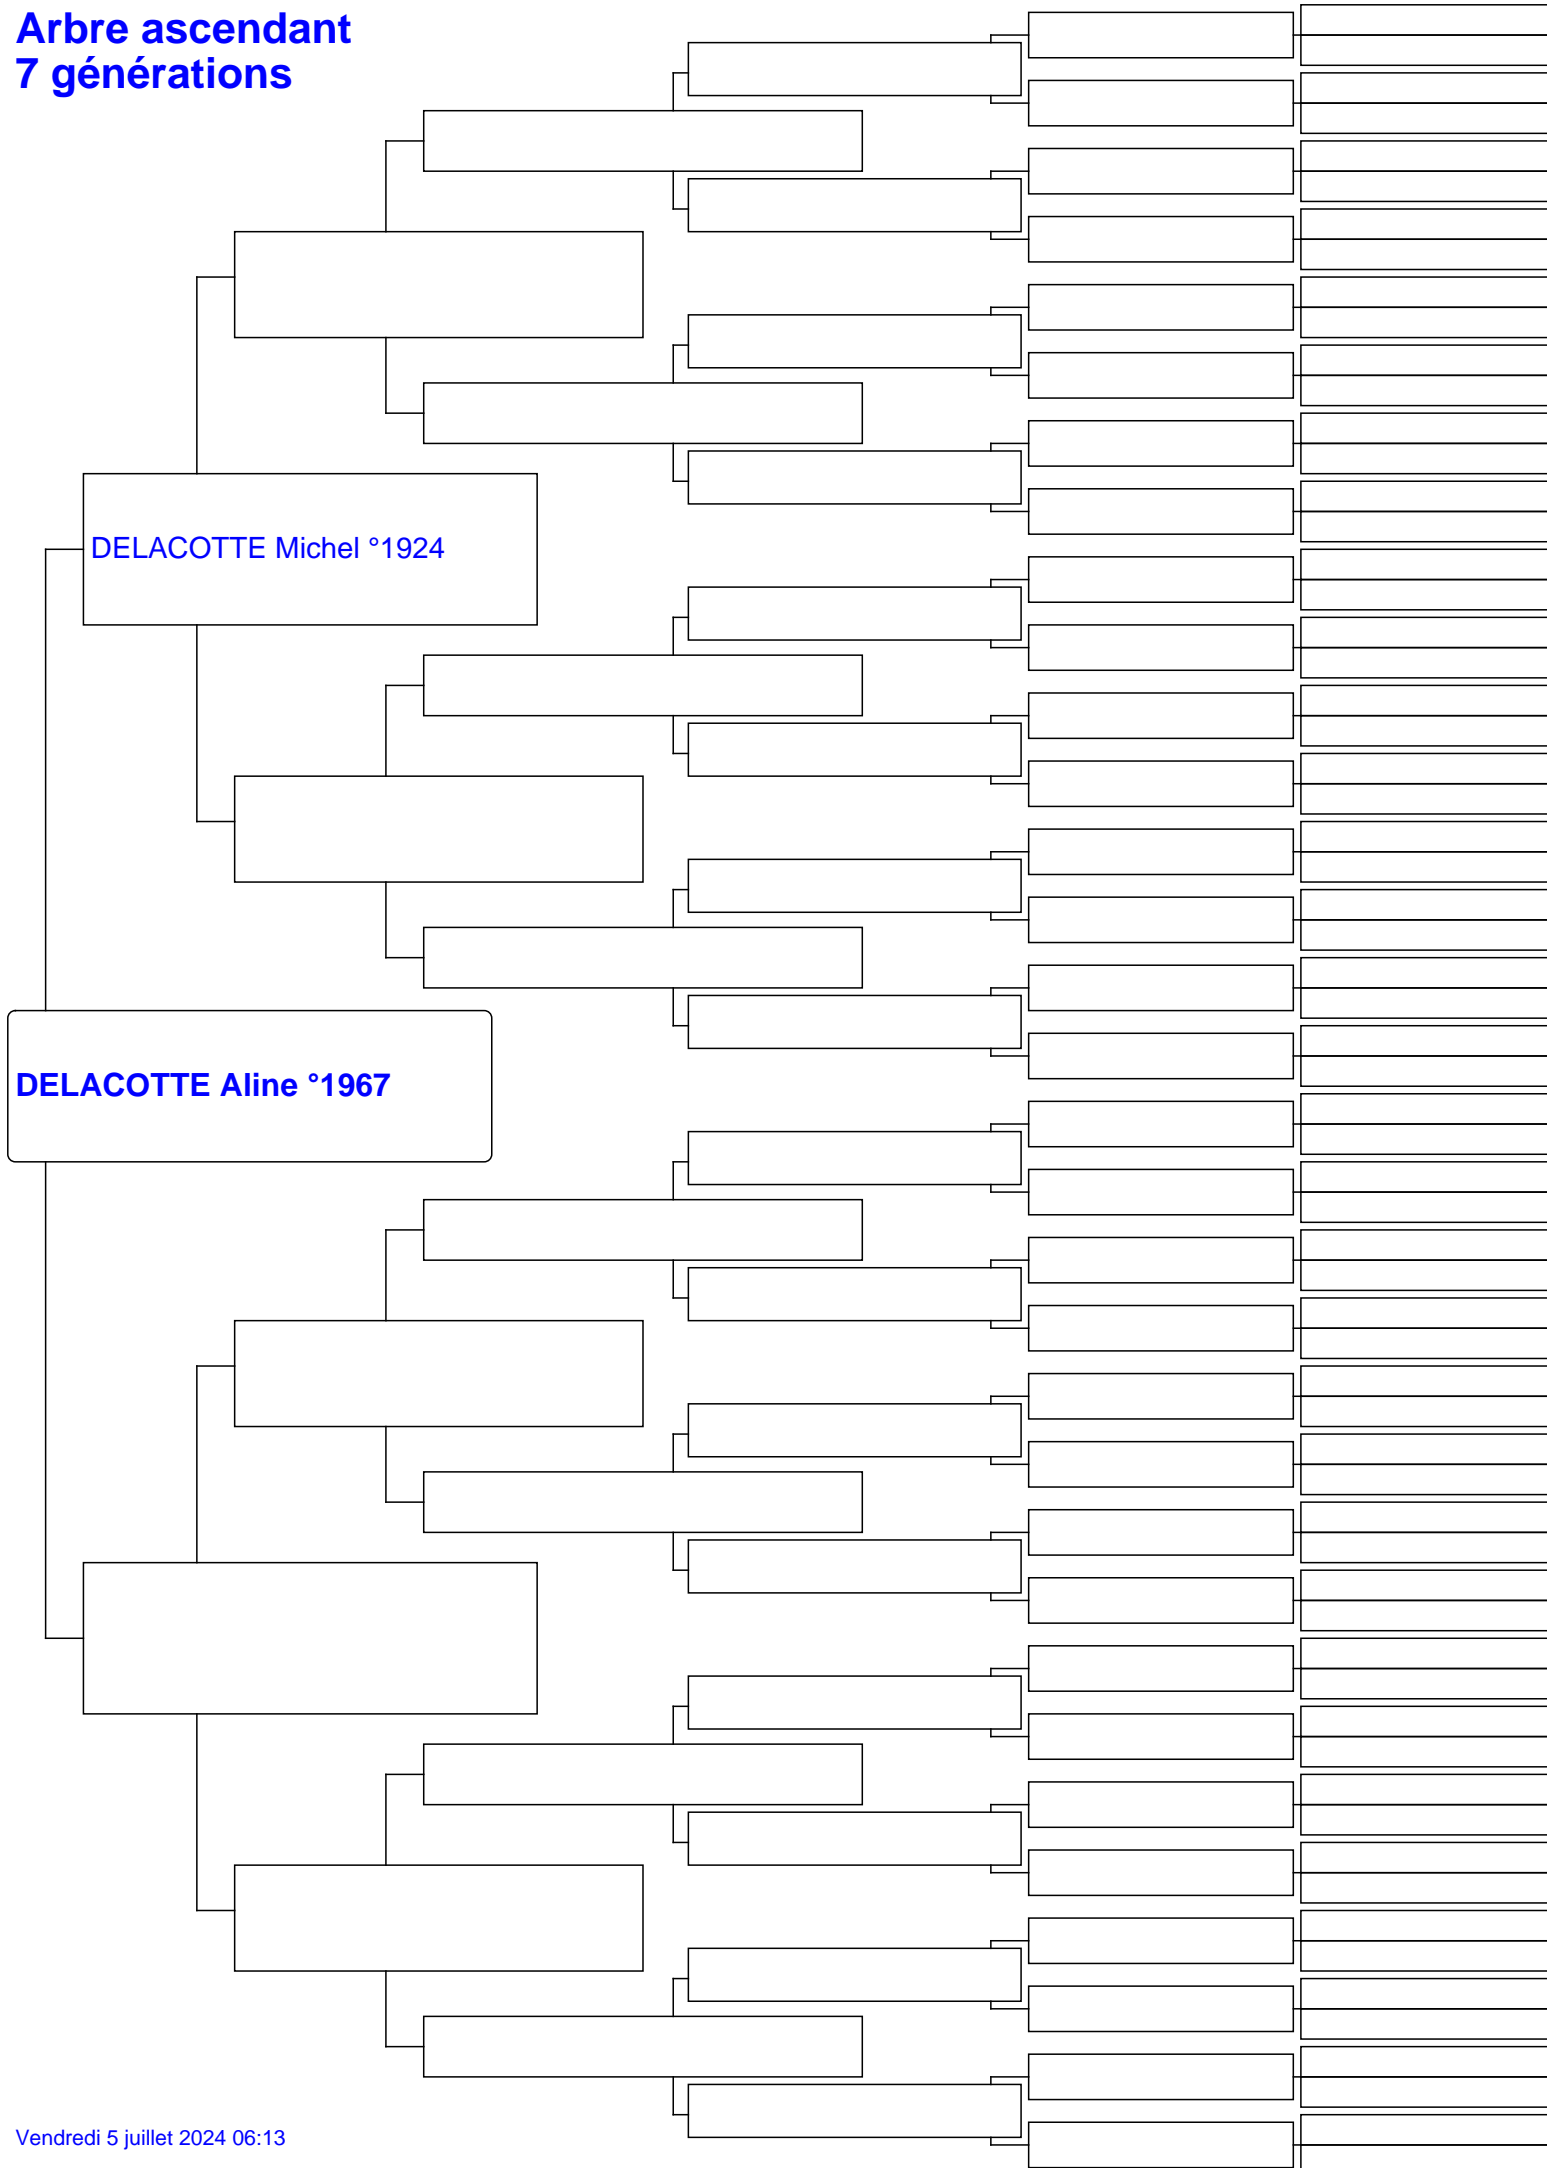 Arbre ascendant
7 générations
DELACOTTE Michel °1924
DELACOTTE Aline °1967
Vendredi 5 juillet 2024 06:13